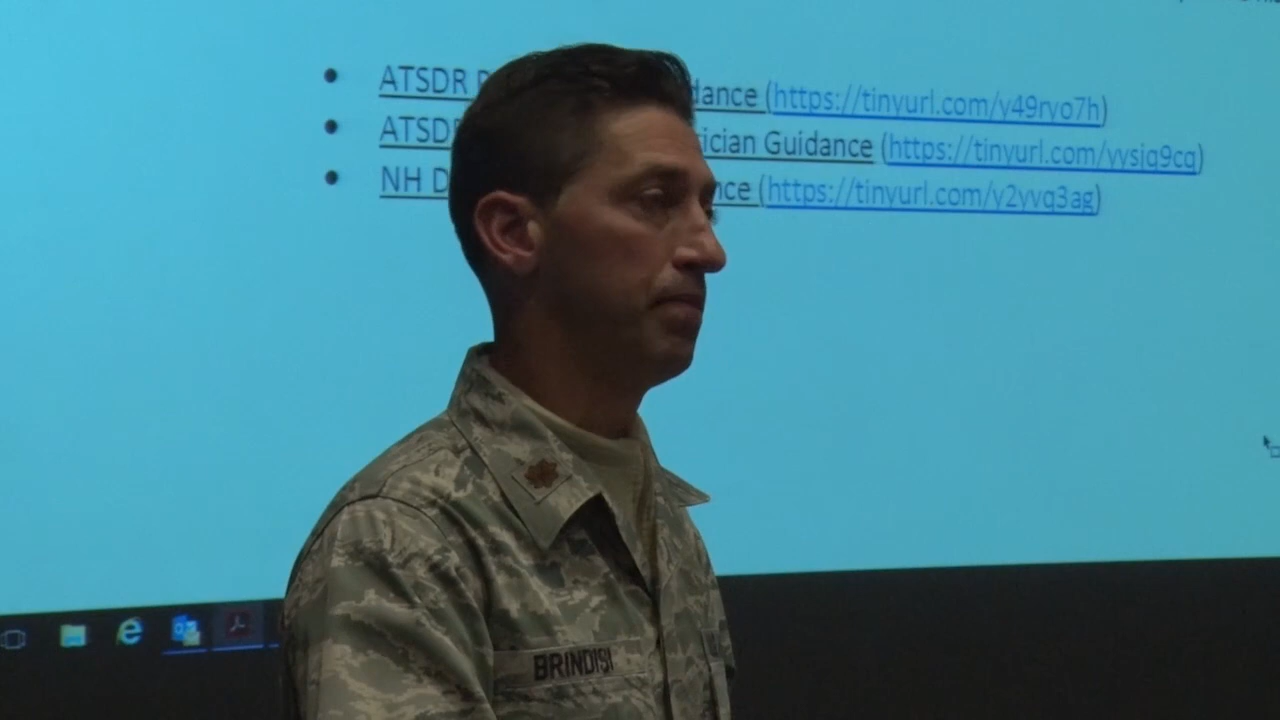 ATSDR dance (https://tinyurl.com/y49ryo7h)
ATSD ician Guidance (https://tinyurl.com/yysjq9cq)
NH D nce (https://tinyurl.com/y2yvq3ag)
BRINDISI